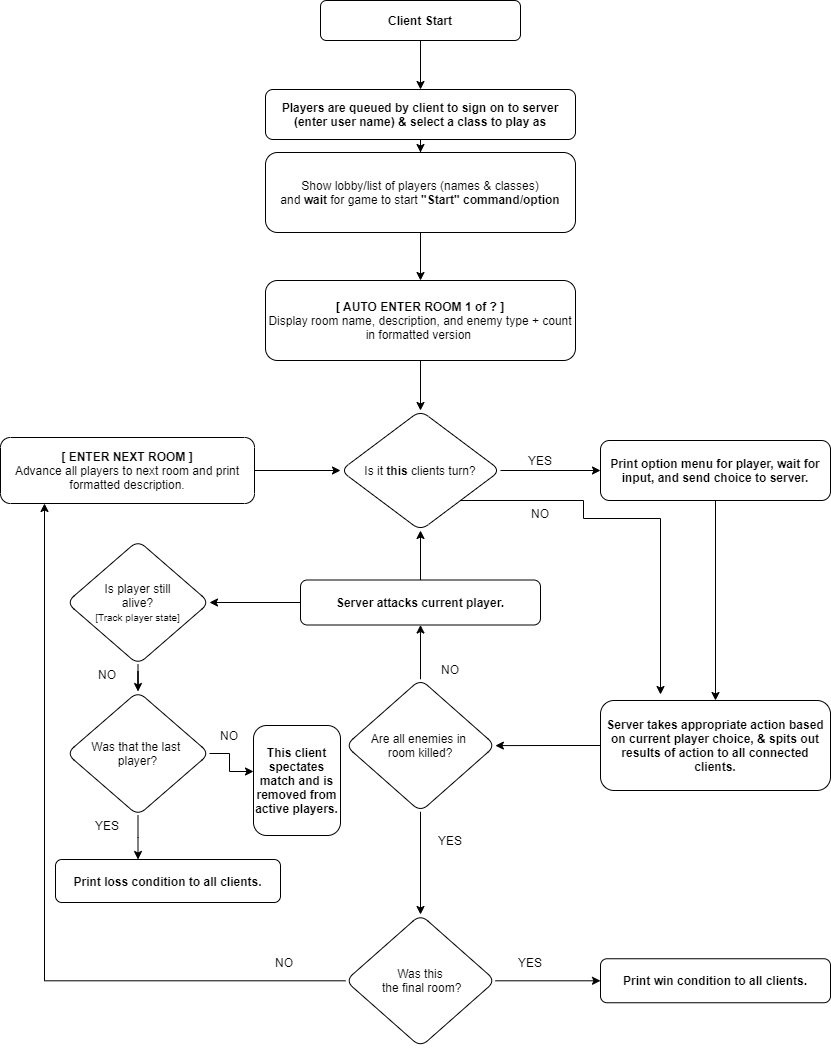 Client Start
Players are queued by client to sign on to server
(enter user name) & select a class to play as
Show lobby/list of players (names & classes)
and wait for game to start "Start" command/option
[ AUTO ENTER ROOM 1 of ? ]
Display room name, description, and enemy type + count
in formatted version
[ ENTER NEXT ROOM ]
Advance all players to next room and print
formatted description.
Is it this clients turn?
YES
Print option menu for player, wait for
input, and send choice to server.
NO
Is player still
alive?
[Track player state]
Server attacks current player.
NO
NO
Was that the last
player?
NO
This client
spectates
match and is
removed from
active players.
Are all enemies in
room killed?
Server takes appropriate action based
on current player choice, & spits out
results of action to all connected
clients.
YES
YES
Print loss condition to all clients.
NO
Was this
the final room?
YES
Print win condition to all clients.